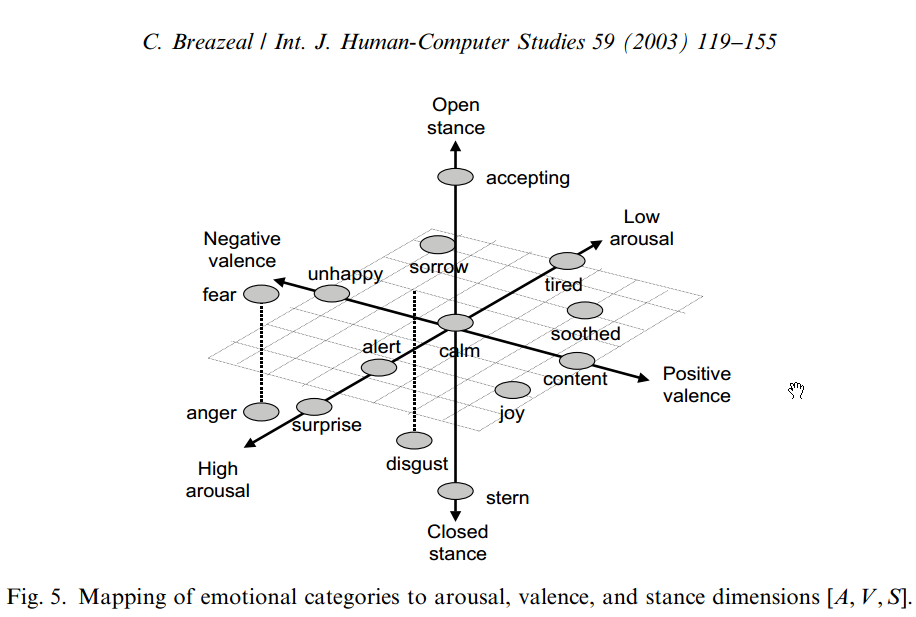 C. Breazeal / Int. J. Human-Computer Studies 59 (2003) 119–155
Open
stance
accepting
Low
arousal
Negative
valence
unhappy
sorrow
fear
tired
soothed
alert
calm
content
Positive
valence
anger
surprise
joy
High
arousal
disgust
stern
Closed
stance
Fig. 5. Mapping of emotional categories to arousal, valence, and stance dimensions [A, V, S].